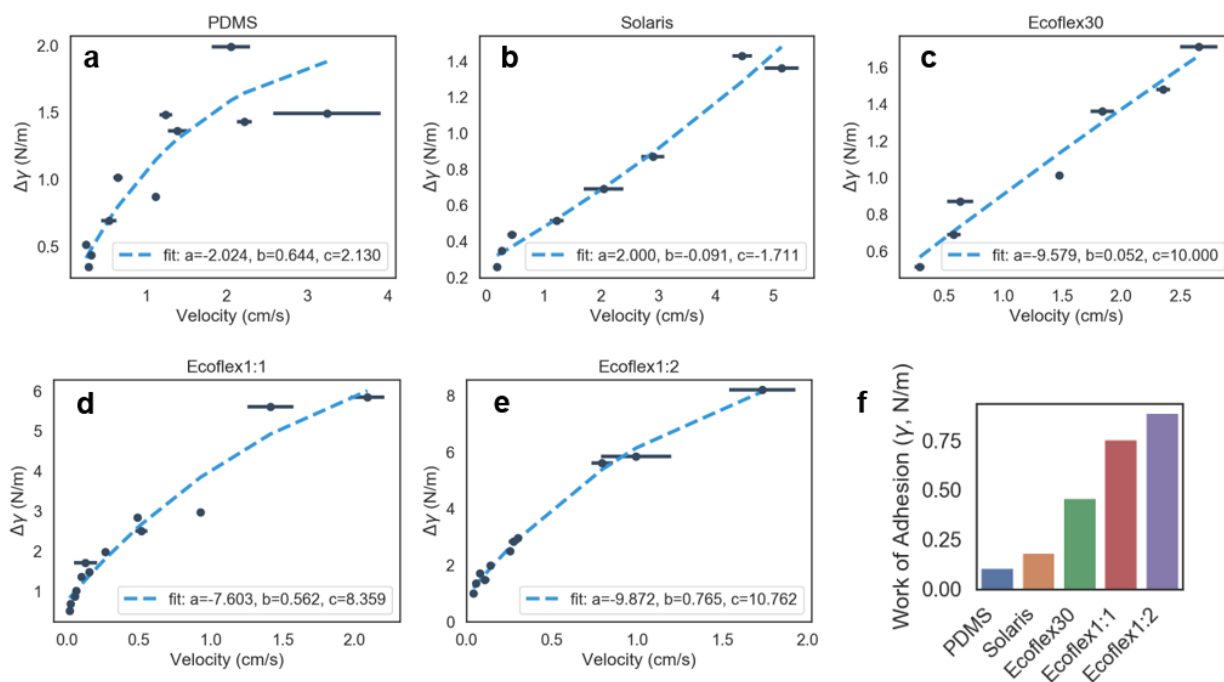 PDMS
a
2.0
1.5
1.0
0.5
Δγ (N/m)
fit: a=-2.024, b=0.644, c=2.130
1 2 3 4
Velocity (cm/s)
Solaris
b
1.4
1.2
1.0
0.8
0.6
0.4
0.2
Δγ (N/m)
fit: a=2.000, b=-0.091, c=-1.711
0 1 2 3 4 5
Velocity (cm/s)
Ecoflex30
c
1.6
1.4
1.2
1.0
0.8
0.6
Δγ (N/m)
fit: a=-9.579, b=0.052, c=10.000
0.5 1.0 1.5 2.0 2.5
Velocity (cm/s)
Ecoflex1:1
d
6
5
4
3
2
1
Δγ (N/m)
fit: a=-7.603, b=0.562, c=8.359
0.0 0.5 1.0 1.5 2.0
Velocity (cm/s)
Ecoflex1:2
e
8
6
4
2
0
Δγ (N/m)
fit: a=-9.872, b=0.765, c=10.762
0.0 0.5 1.0 1.5 2.0
Velocity (cm/s)
f
0.75
0.50
0.25
0.00
Work of Adhesion (γ, N/m)
PDMS
Solaris
Ecoflex30
Ecoflex1:1
Ecoflex1:2